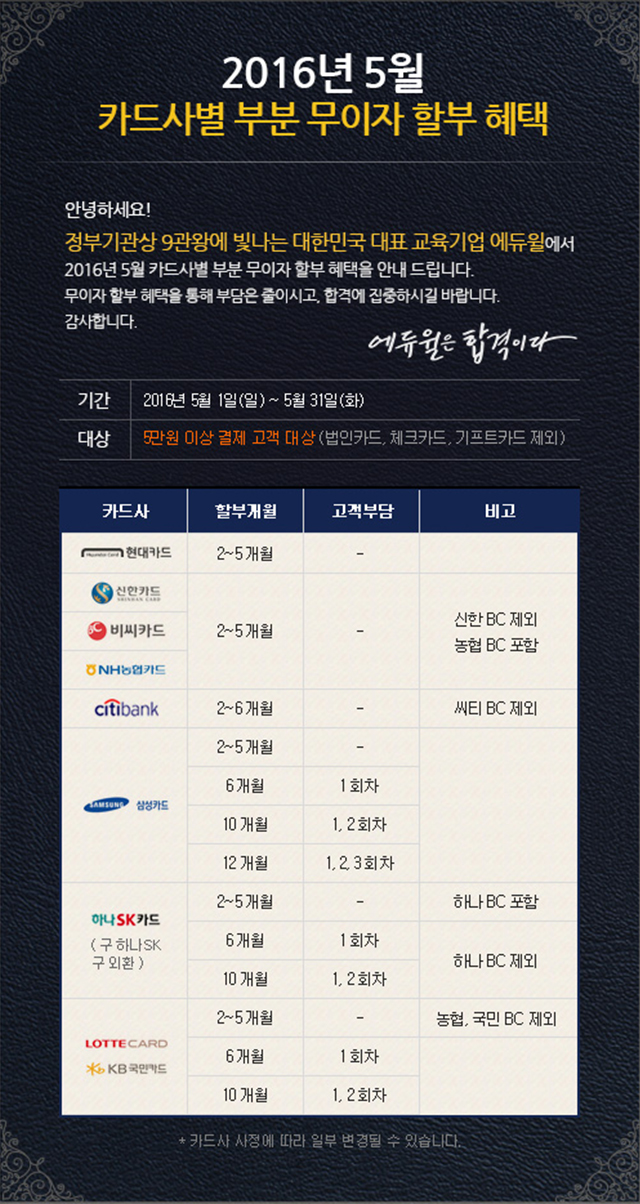 2016년 5월
카드사별 부분 무이자 할부 혜택
안녕하세요!
정부기관상 9관왕에 빛나는 대한민국 대표 교육기업 에듀윌에서
2016년 5월 카드사별 부분 무이자 할부 혜택을 안내 드립니다.
무이자 할부 혜택을 통해 부담은 줄이시고, 합격에 집중하시길 바랍니다.
감사합니다.
에듀윌은 합격이다
기간 2016년 5월 1일(일) ~ 5월 31일(화)
대상 5만원 이상 결제 고객 대상 (법인카드, 체크카드, 기프트카드 제외)
카드사 할부개월 고객부담 비고
현대카드 2~5개월 -
신한카드
SHINHAN CARD
비씨카드 2~5개월 - 신한 BC 제외
농협 BC 포함
NH농협카드
citibank 2~6개월 - 씨티 BC 제외
2~5개월 -
SAMSUNG 삼성카드
6개월 1회차
10개월 1, 2회차
12개월 1, 2, 3회차
하나SK카드
( 구 하나SK
구 외환 )
2~5개월 - 하나 BC 포함
6개월 1회차
하나 BC 제외
10개월 1, 2회차
LOTTE CARD
KB국민카드
2~5개월 - 농협, 국민 BC 제외
6개월 1회차
10개월 1, 2회차
* 카드사 사정에 따라 일부 변경될 수 있습니다.